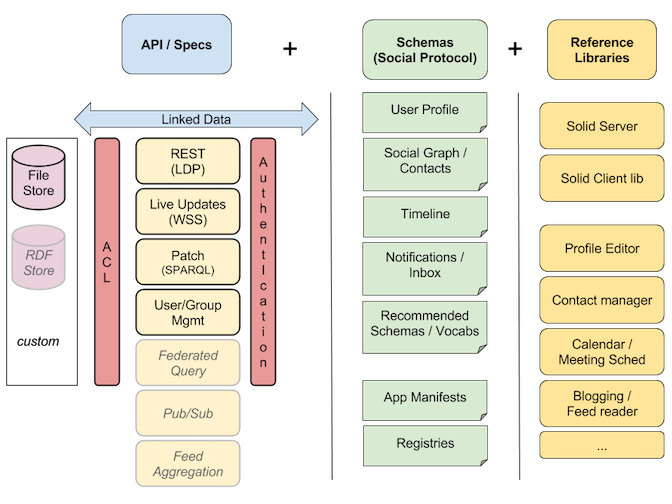 API / Specs
+
Schemas
(Social Protocol)
+
Reference
Libraries
Linked Data
File
Store
RDF
Store
custom
ACL
REST
(LDP)
Live Updates
(WSS)
Patch
(SPARQL)
User/Group
Mgmt
Federated
Query
Pub/Sub
Feed
Aggregation
AuthentIcation
User Profile
Social Graph /
Contacts
Timeline
Notifications /
Inbox
Recommended
Schemas / Vocabs
App Manifests
Registries
Solid Server
Solid Client lib
Profile Editor
Contact manager
Calendar /
Meeting Sched
Blogging /
Feed reader
...